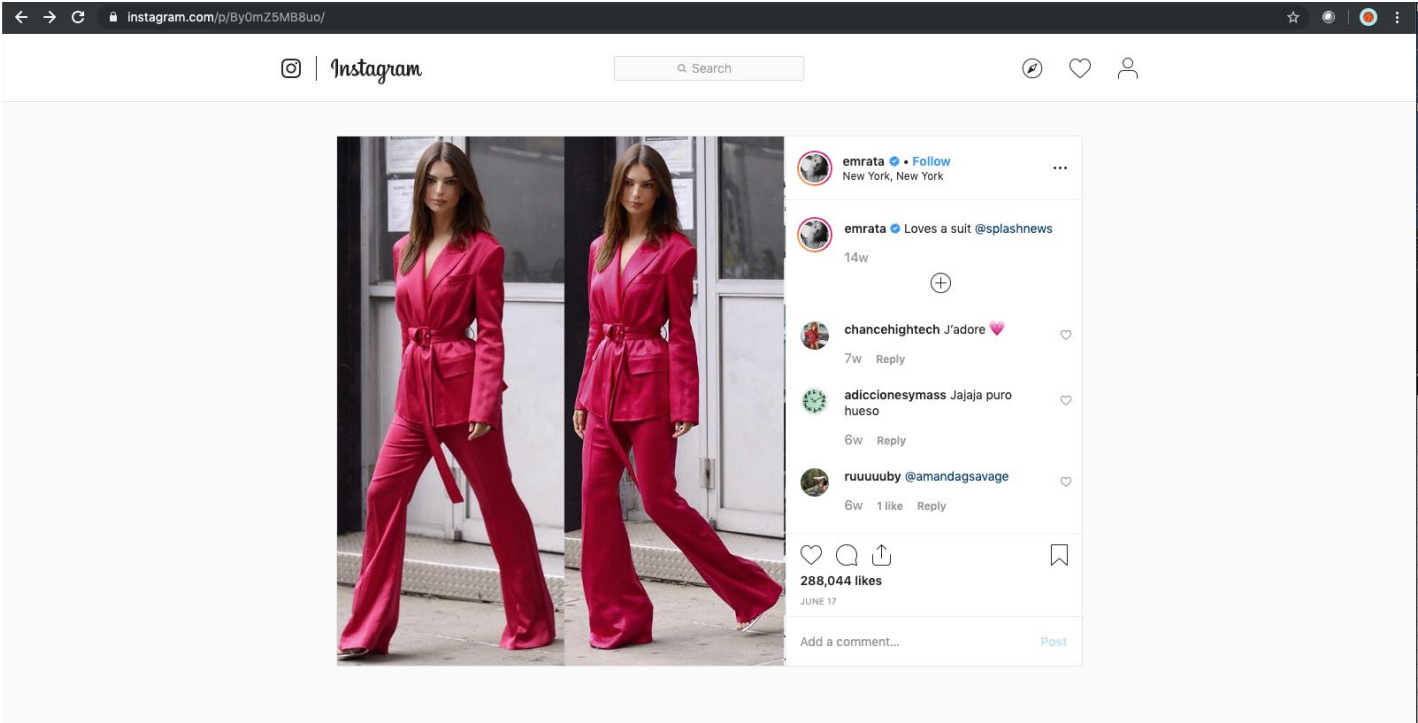 instagram.com/p/By0mZ5MB8uo/
Instagram
Search
emrata • Follow
New York, New York
emrata Loves a suit @splashnews
14w
chancehightech J'adore
7w Reply
adiccionesymass Jajaja puro
hueso
6w Reply
ruuuuuby @amandagsavage
6w 1 like Reply
288,044 likes
JUNE 17
Add a comment... Post